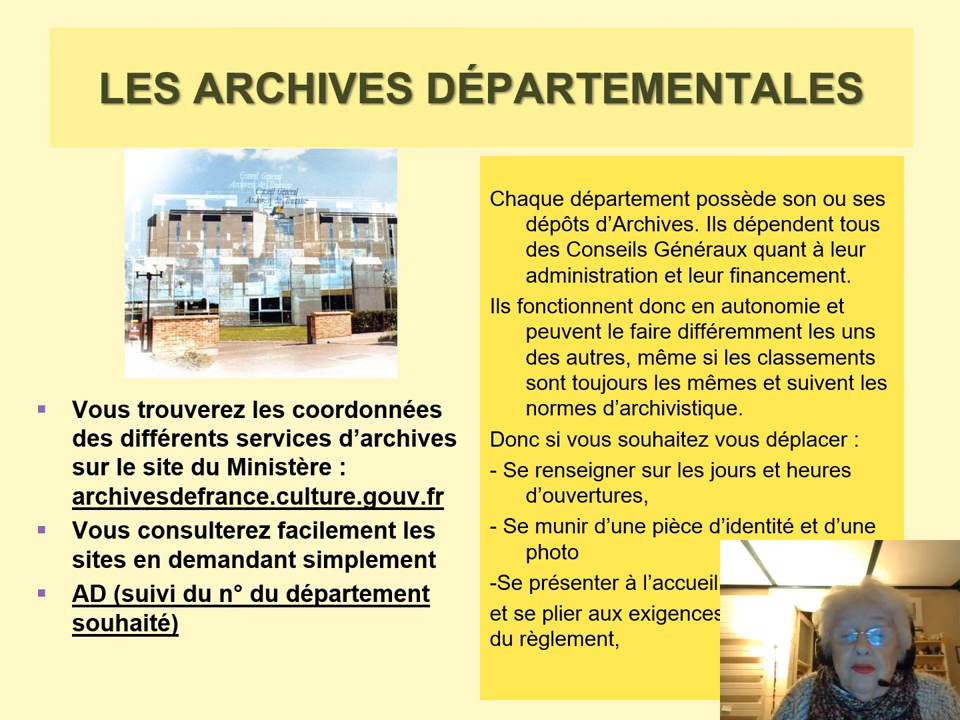 LES ARCHIVES DÉPARTEMENTALES
Conseil Général
Conseil Général
Vous trouverez les coordonnées
des différents services d’archives
sur le site du Ministère :
archivesdefrance.culture.gouv.fr
Vous consulterez facilement les
sites en demandant simplement
AD (suivi du n° du département
souhaité)
Chaque département possède son ou ses
dépôts d’Archives. Ils dépendent tous
des Conseils Généraux quant à leur
administration et leur financement.
Ils fonctionnent donc en autonomie et
peuvent le faire différemment les uns
des autres, même si les classements
sont toujours les mêmes et suivent les
normes d’archivistique.
Donc si vous souhaitez vous déplacer :
- Se renseigner sur les jours et heures
d’ouvertures,
- Se munir d’une pièce d’identité et d’une
photo
-Se présenter à l’accueil
et se plier aux exigences
du règlement,